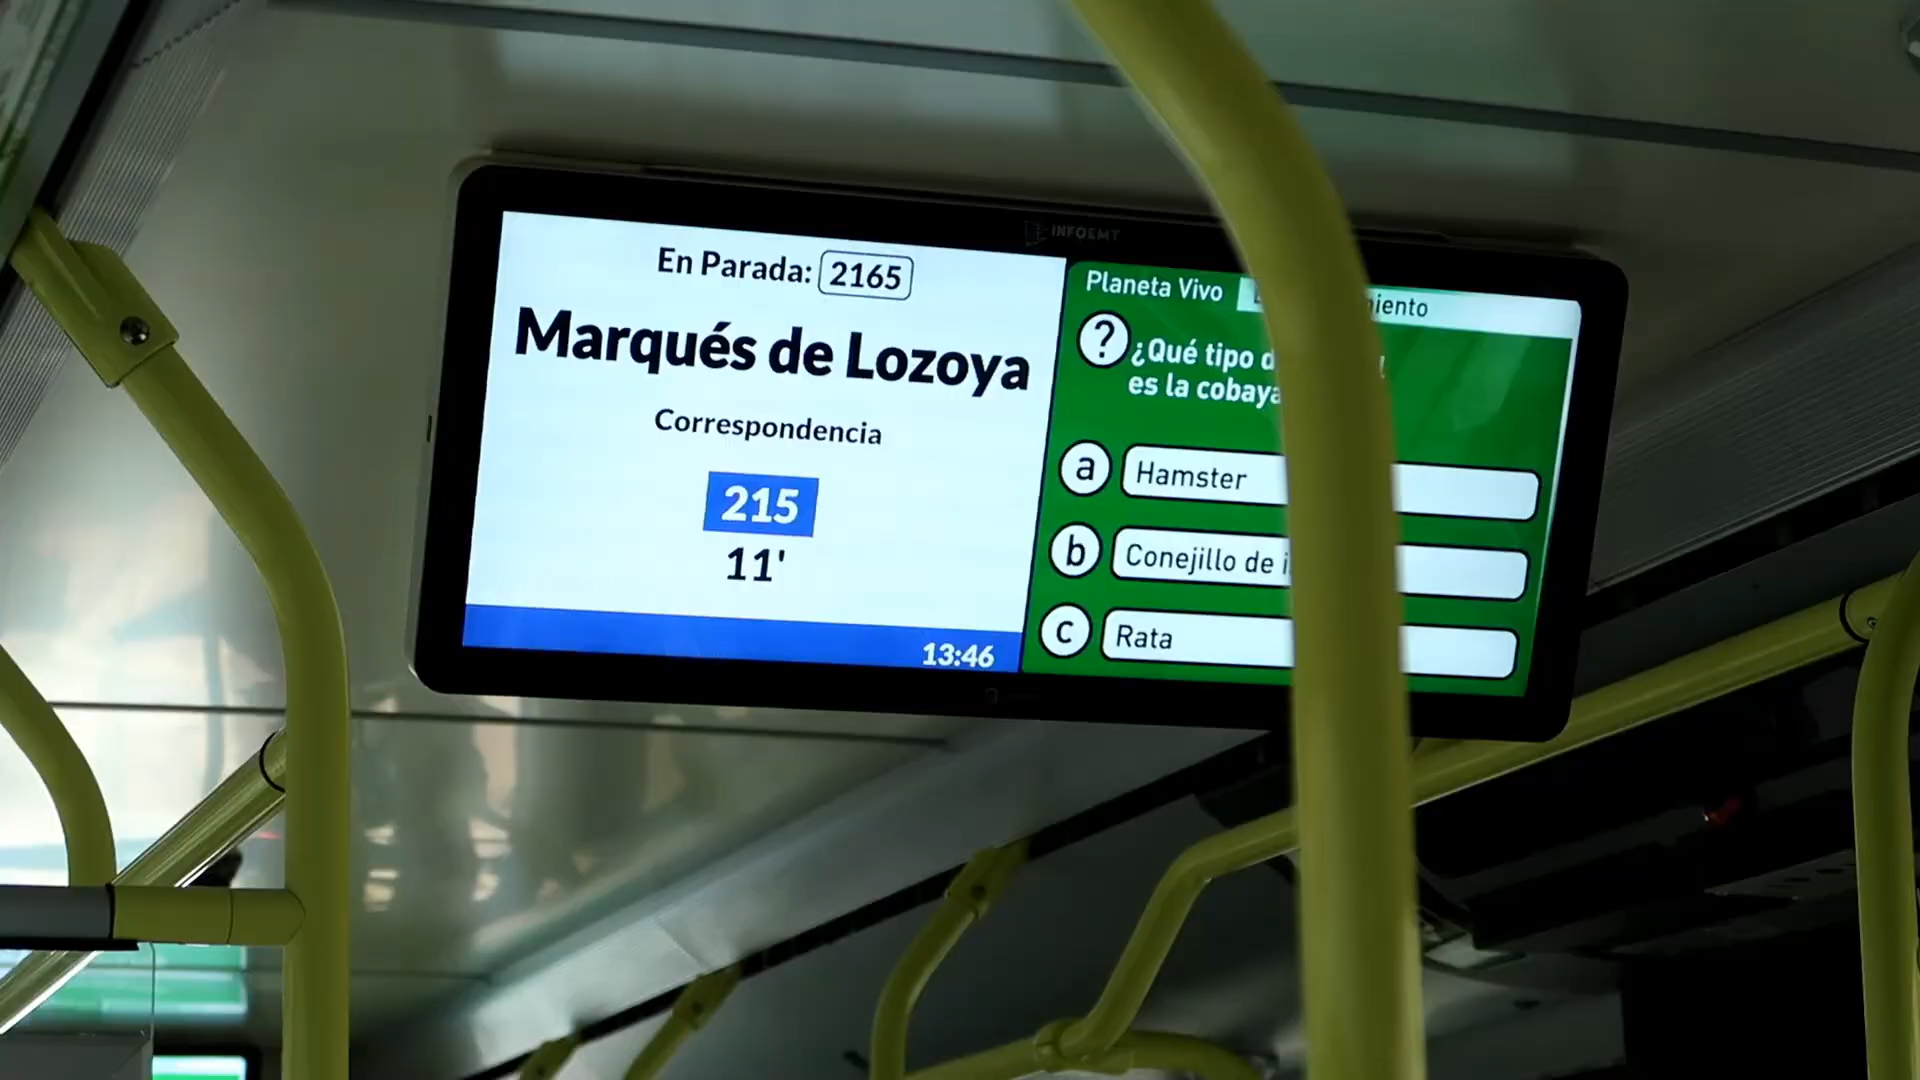 INFOEMT
En Parada: 2165
Marqués de Lozoya
Correspondencia
215
11'
13:46
Planeta Vivo
¿Qué tipo
es la cobaya
a Hamster
b Conejillo de
c Rata